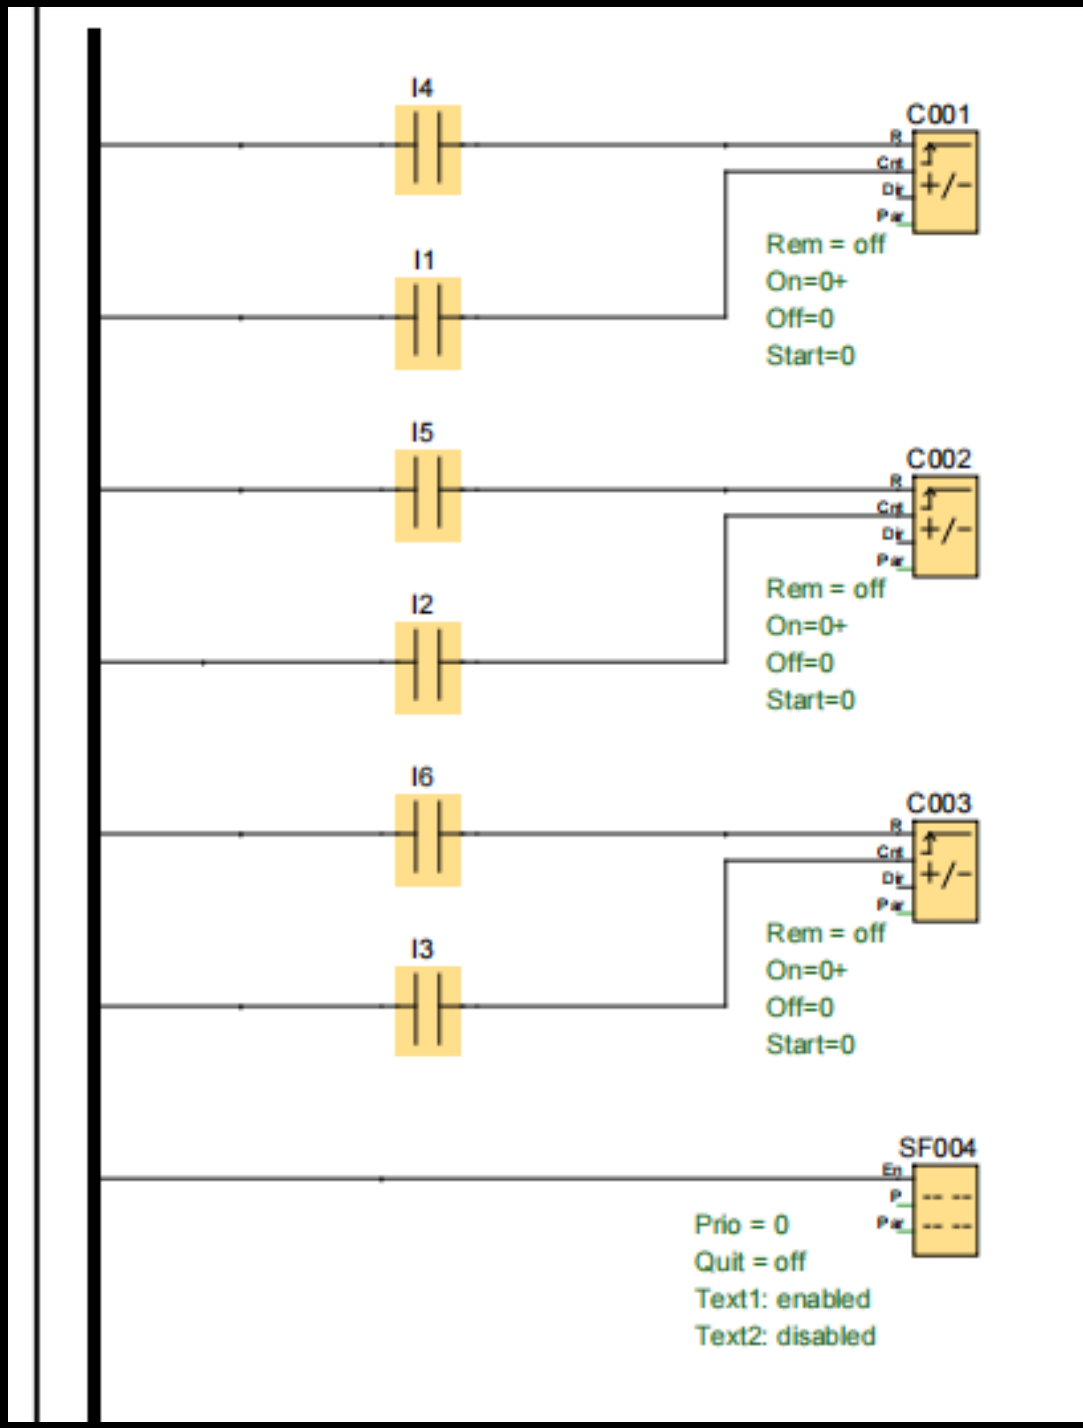 I4
C001
R
Cnt
Dir
+/-
Par
Rem = off
On=0+
Off=0
Start=0
I1
I5
C002
R
Cnt
Dir
+/-
Par
Rem = off
On=0+
Off=0
Start=0
I2
I6
C003
R
Cnt
Dir
+/-
Par
Rem = off
On=0+
Off=0
Start=0
I3
SF004
En
P
Par
Prio = 0
Quit = off
Text1: enabled
Text2: disabled